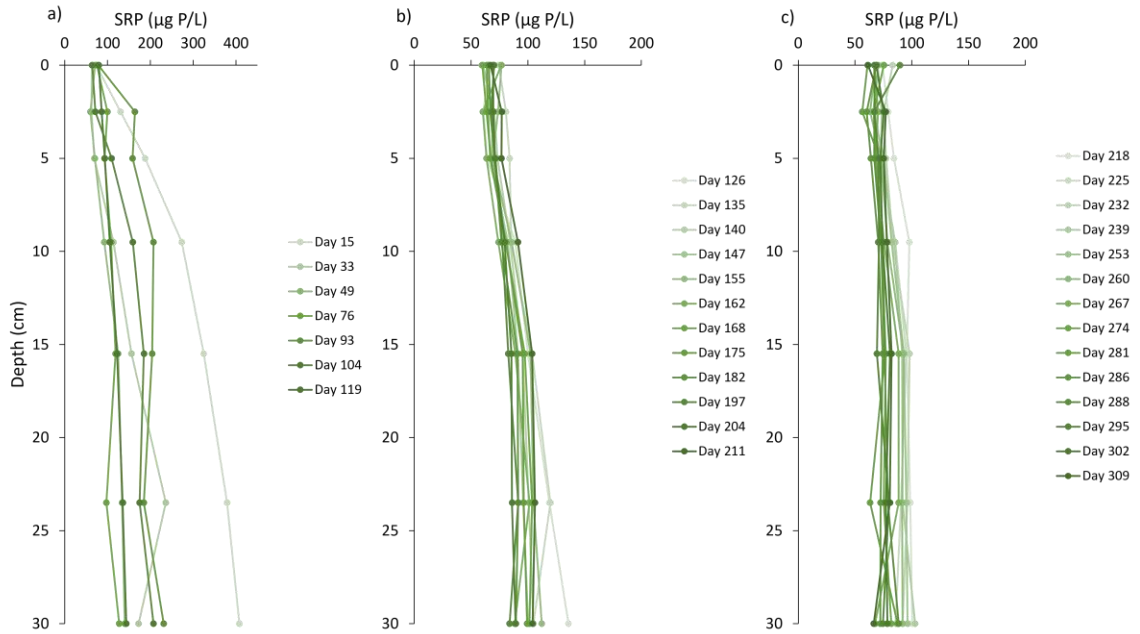 a)
SRP (µg P/L)
0 100 200 300 400
0
5
10
15
20
25
30
Depth (cm)
Day 15
Day 33
Day 49
Day 76
Day 93
Day 104
Day 119
b)
SRP (µg P/L)
0 50 100 150 200
0
5
10
15
20
25
30
Day 126
Day 135
Day 140
Day 147
Day 155
Day 162
Day 168
Day 175
Day 182
Day 197
Day 204
Day 211
c)
SRP (µg P/L)
0 50 100 150 200
0
5
10
15
20
25
30
Day 218
Day 225
Day 232
Day 239
Day 253
Day 260
Day 267
Day 274
Day 281
Day 286
Day 288
Day 295
Day 302
Day 309